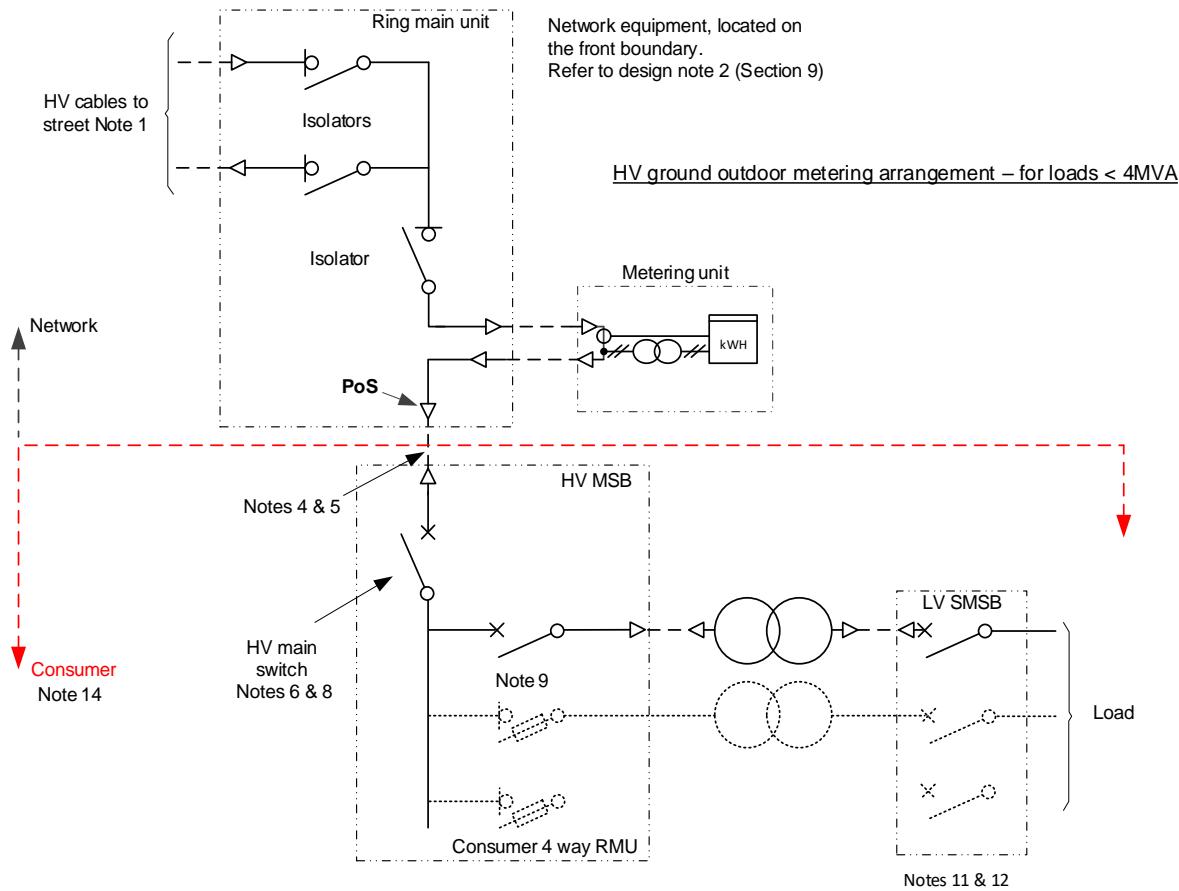 Ring main unit
Network equipment, located on
the front boundary.
Refer to design note 2 (Section 9)
HV cables to
street Note 1
Isolators
HV ground outdoor metering arrangement – for loads < 4MVA
Isolator
Metering unit
kWH
Network
PoS
Notes 4 & 5
HV MSB
HV main
switch
Notes 6 & 8
Note 9
LV SMSB
Consumer
Note 14
Load
Consumer 4 way RMU
Notes 11 & 12